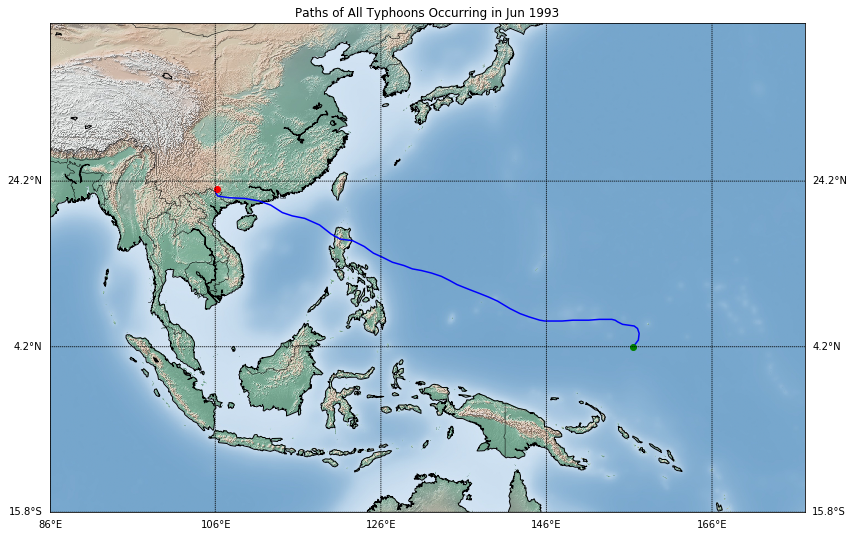 Paths of All Typhoons Occurring in Jun 1993
24.2°N 24.2°N
4.2°N 4.2°N
15.8°S 15.8°S
86°E 106°E 126°E 146°E 166°E